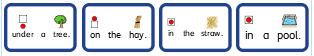 under a tree.
on the hay.
in the straw.
in a pool.